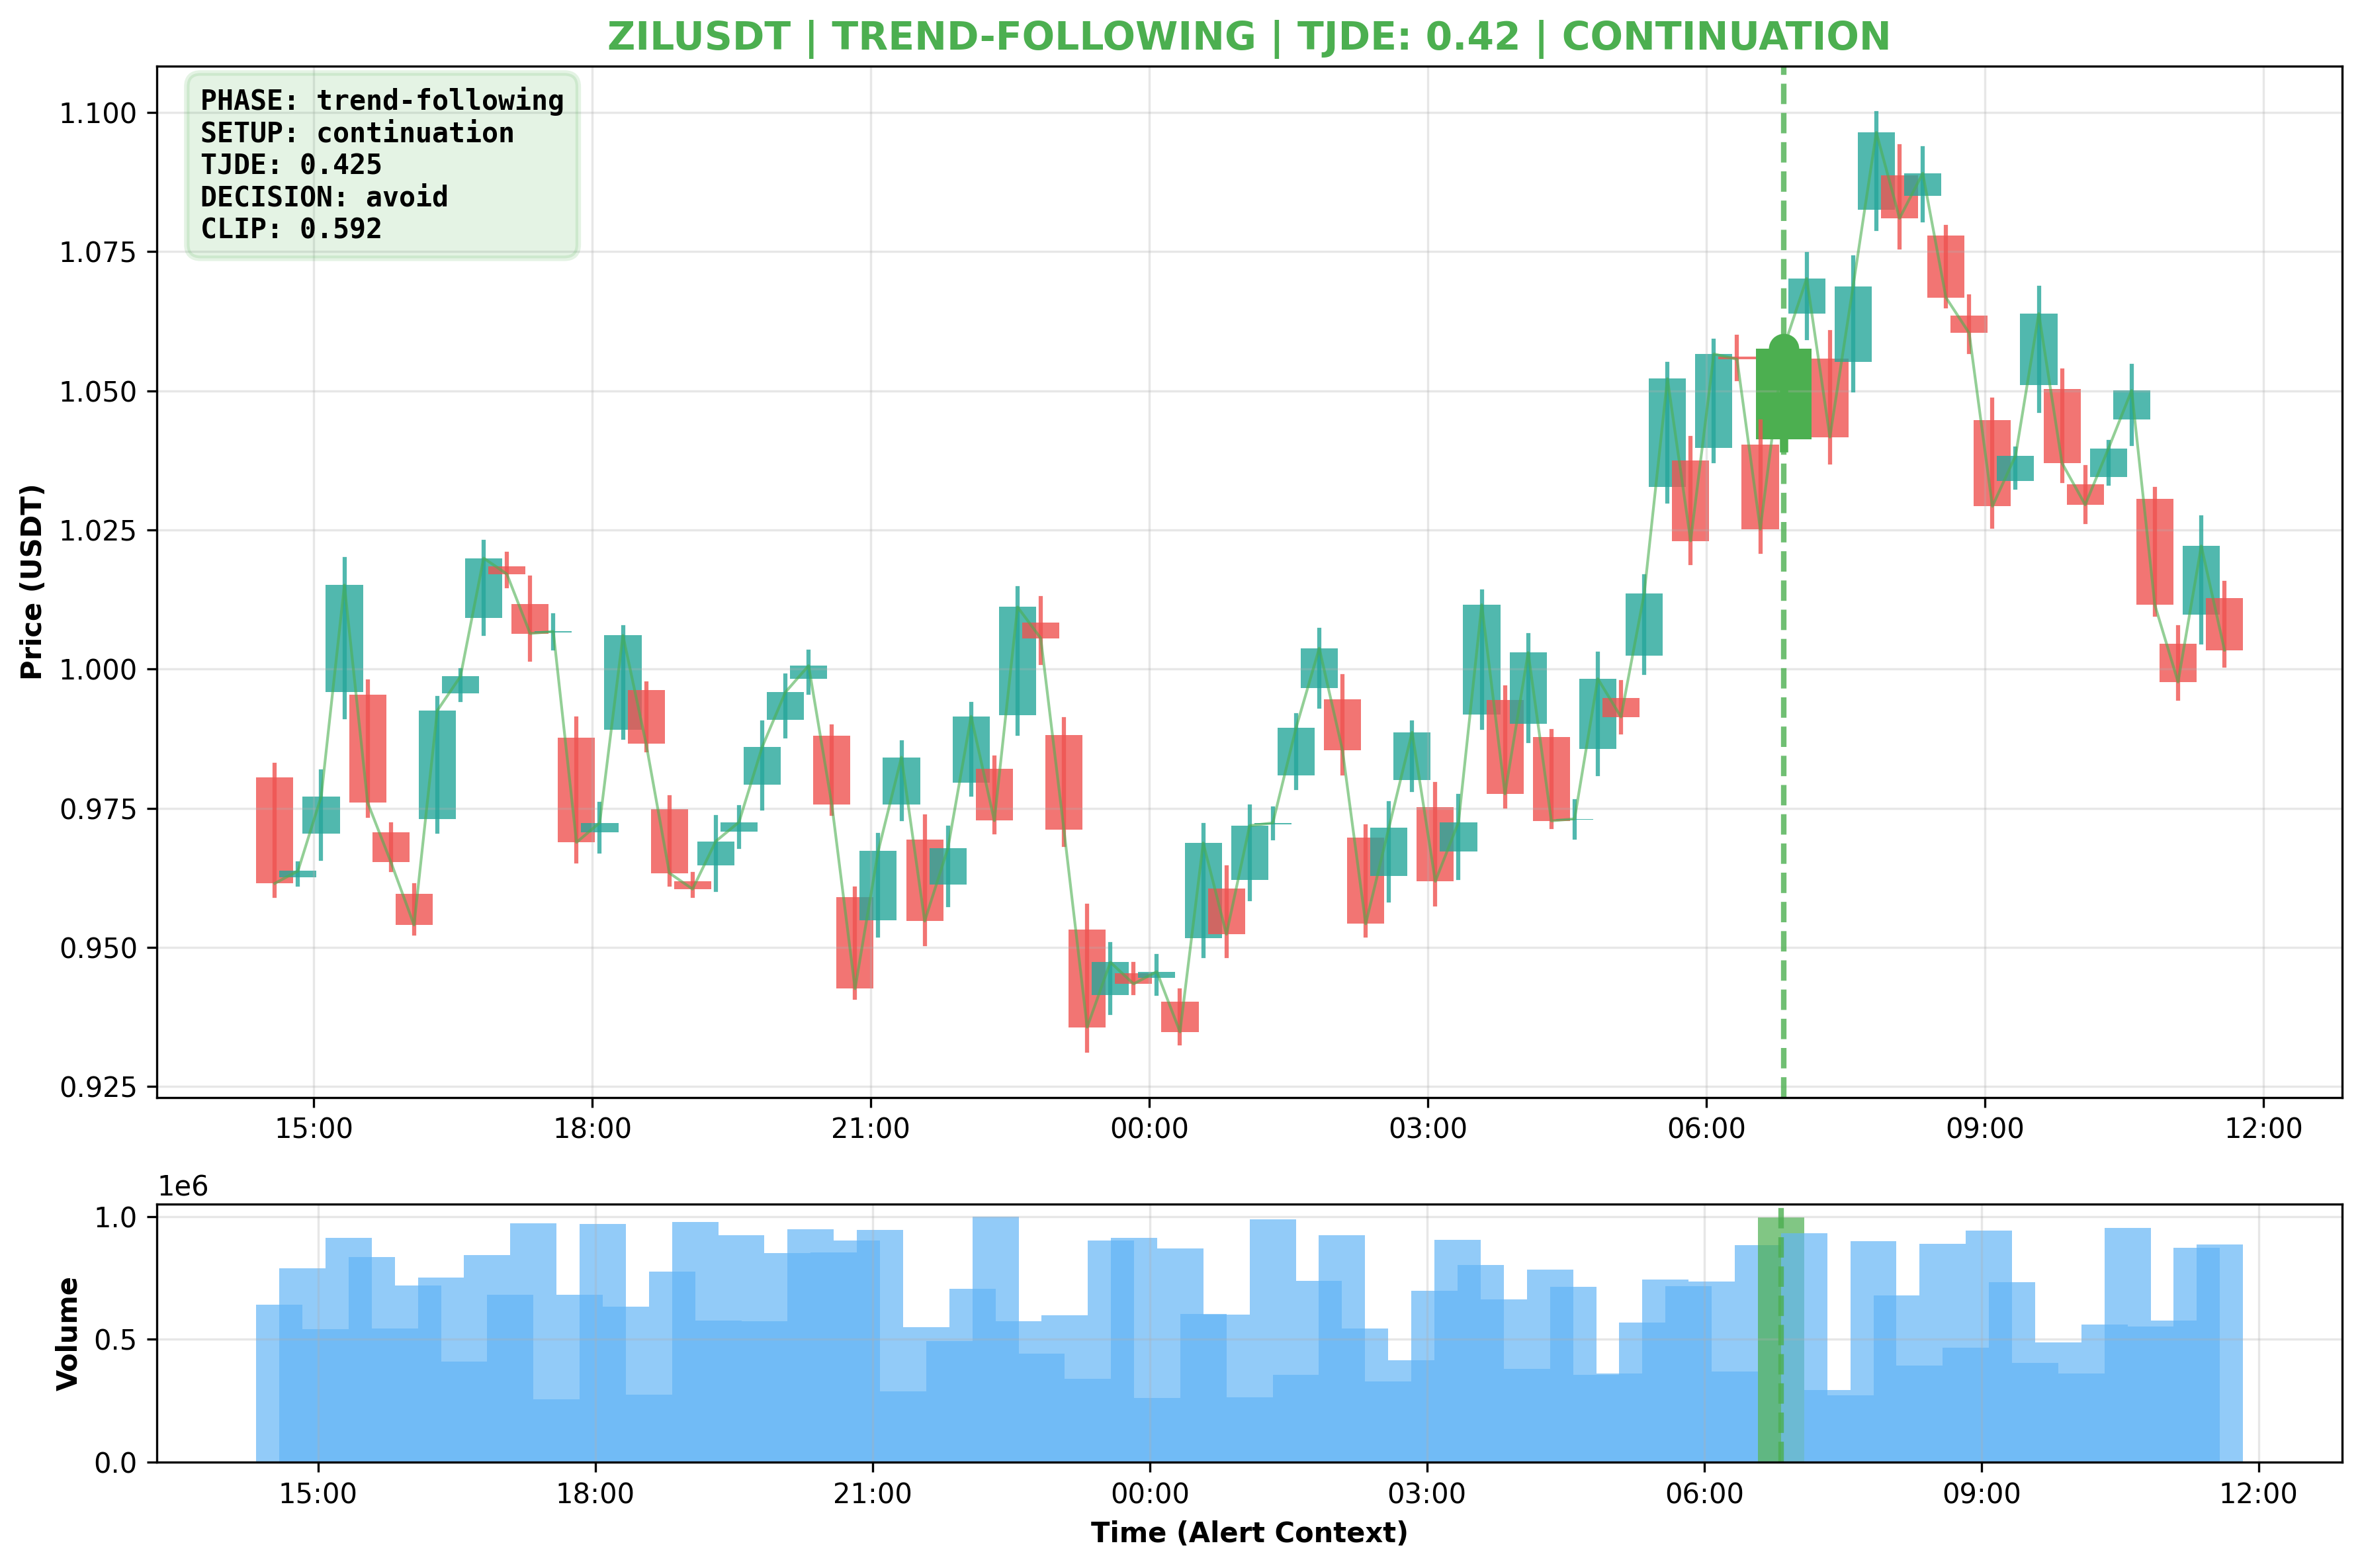 ZILUSDT | TREND-FOLLOWING | TJDE: 0.42 | CONTINUATION
PHASE: trend-following
SETUP: continuation
TJDE: 0.425
DECISION: avoid
CLIP: 0.592
1.100
1.075
1.050
1.025
1.000
0.975
0.950
0.925
Price (USDT)
15:00 18:00 21:00 00:00 03:00 06:00 09:00 12:00
1e6
1.0
0.5
0.0
Volume
15:00 18:00 21:00 00:00 03:00 06:00 09:00 12:00
Time (Alert Context)